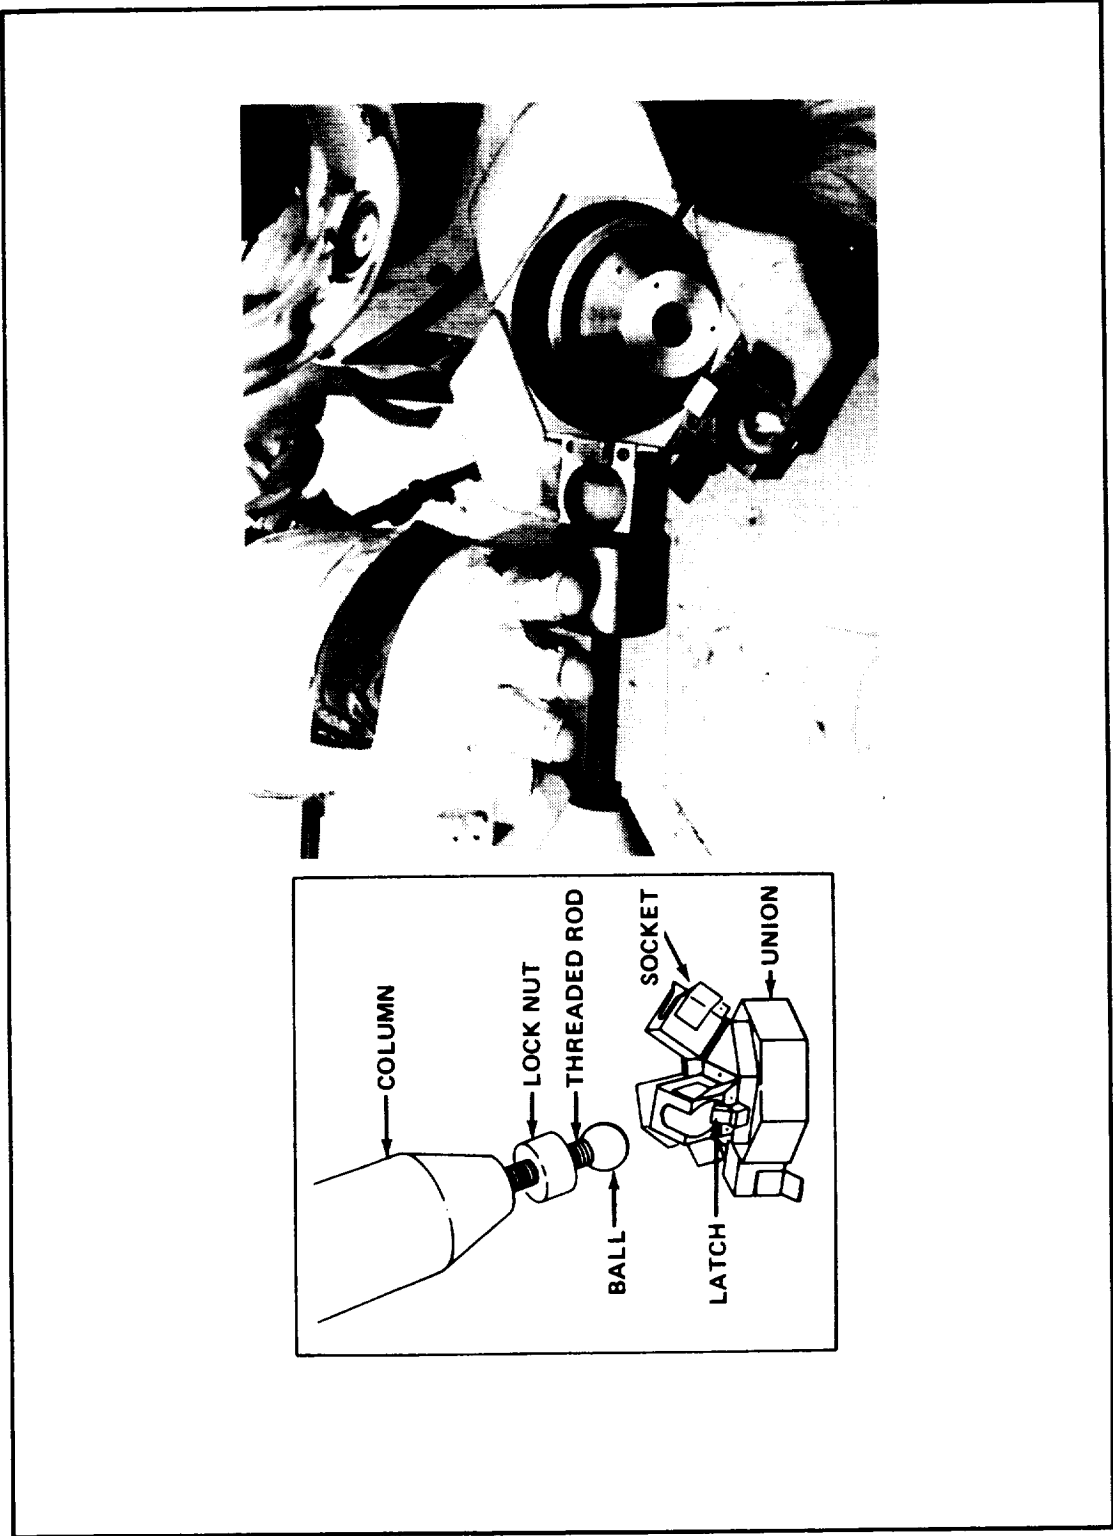 COLUMN
LOCK NUT
THREADED ROD
BALL
SOCKET
LATCH
UNION